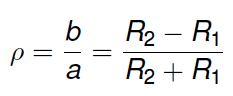 ρ = b/a = (R₂ − R₁)/(R₂ + R₁)